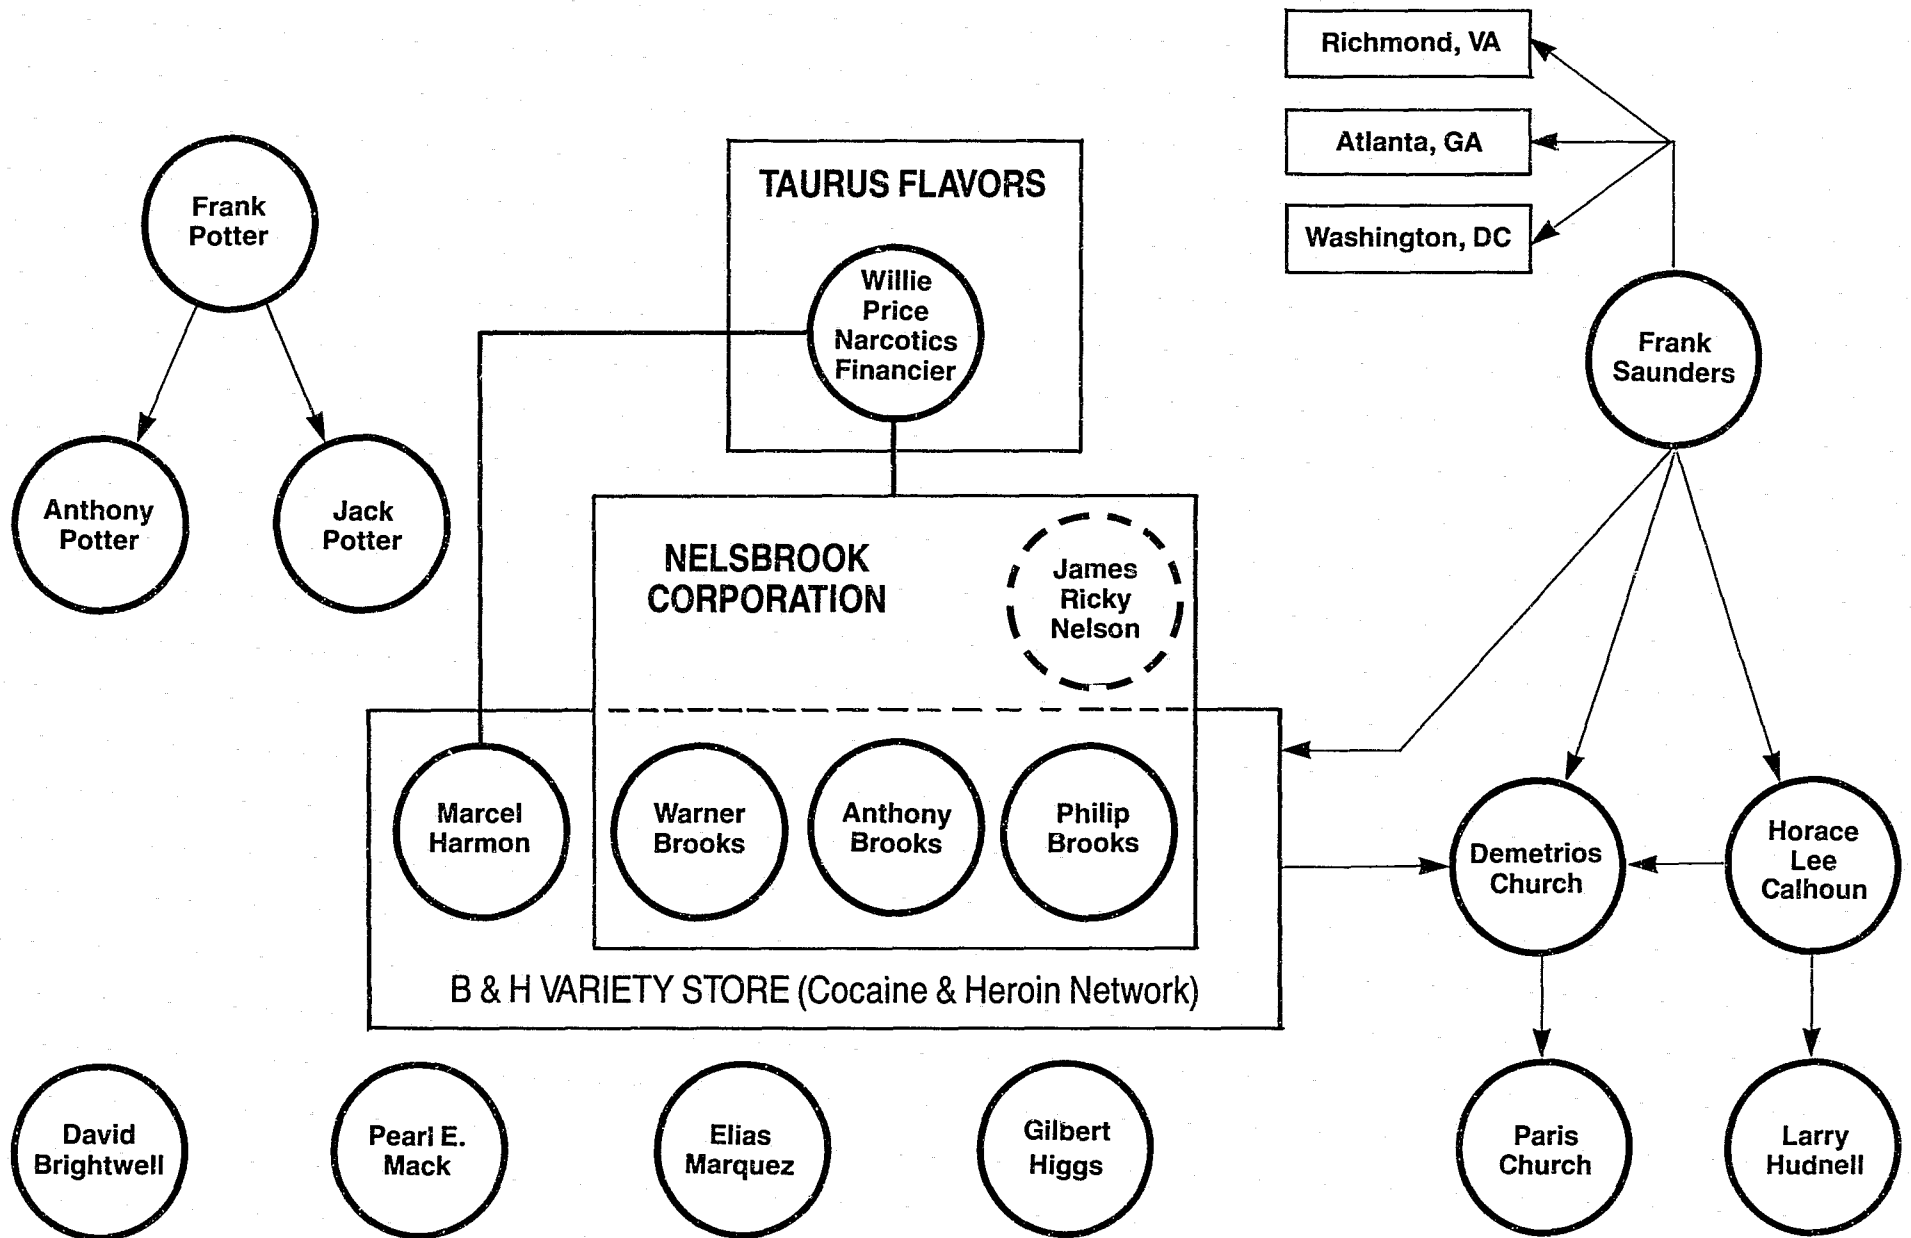 Richmond, VA
Atlanta, GA
Washington, DC
Frank
Potter
TAURUS FLAVORS
Willie
Price
Narcotics
Financier
Frank
Saunders
Anthony
Potter
Jack
Potter
NELSBROOK
CORPORATION
James
Ricky
Nelson
Marcel
Harmon
Warner
Brooks
Anthony
Brooks
Philip
Brooks
Demetrios
Church
Horace
Lee
Calhoun
B & H VARIETY STORE (Cocaine & Heroin Network)
David
Brightwell
Pearl E.
Mack
Elias
Marquez
Gilbert
Higgs
Paris
Church
Larry
Hudnell